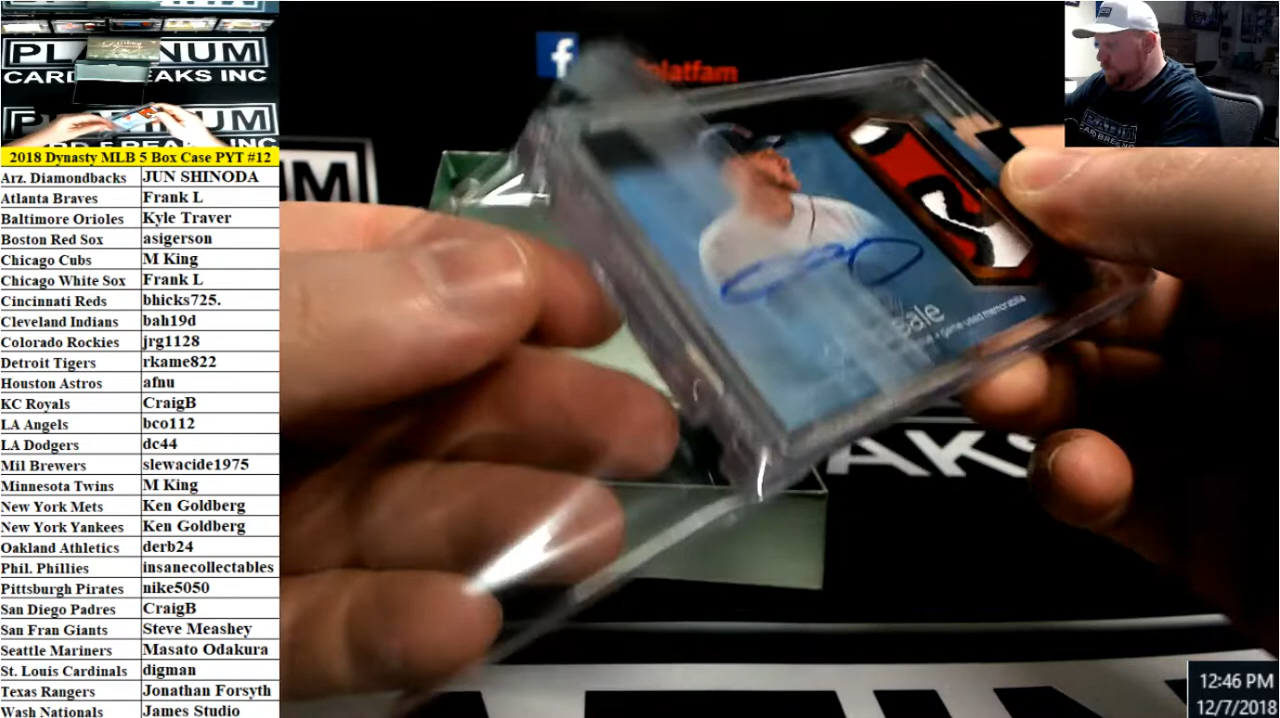 PLATINUM
CARD BREAKS INC
2018 Dynasty MLB 5 Box Case PYT #12
Arz. Diamondbacks JUN SHINODA
Atlanta Braves Frank L
Baltimore Orioles Kyle Traver
Boston Red Sox asigerson
Chicago Cubs M King
Chicago White Sox Frank L
Cincinnati Reds bhicks725.
Cleveland Indians bah19d
Colorado Rockies jrg1128
Detroit Tigers rkame822
Houston Astros afnu
KC Royals CraigB
LA Angels bco112
LA Dodgers dc44
Mil Brewers slewacide1975
Minnesota Twins M King
New York Mets Ken Goldberg
New York Yankees Ken Goldberg
Oakland Athletics derb24
Phil. Phillies insanecollectables
Pittsburgh Pirates nike5050
San Diego Padres CraigB
San Fran Giants Steve Meashey
Seattle Mariners Masato Odakura
St. Louis Cardinals digman
Texas Rangers Jonathan Forsyth
Wash Nationals James Studio
f
platfam
UM
ale
a game used memorabilia
AKS
12:46 PM
12/7/2018